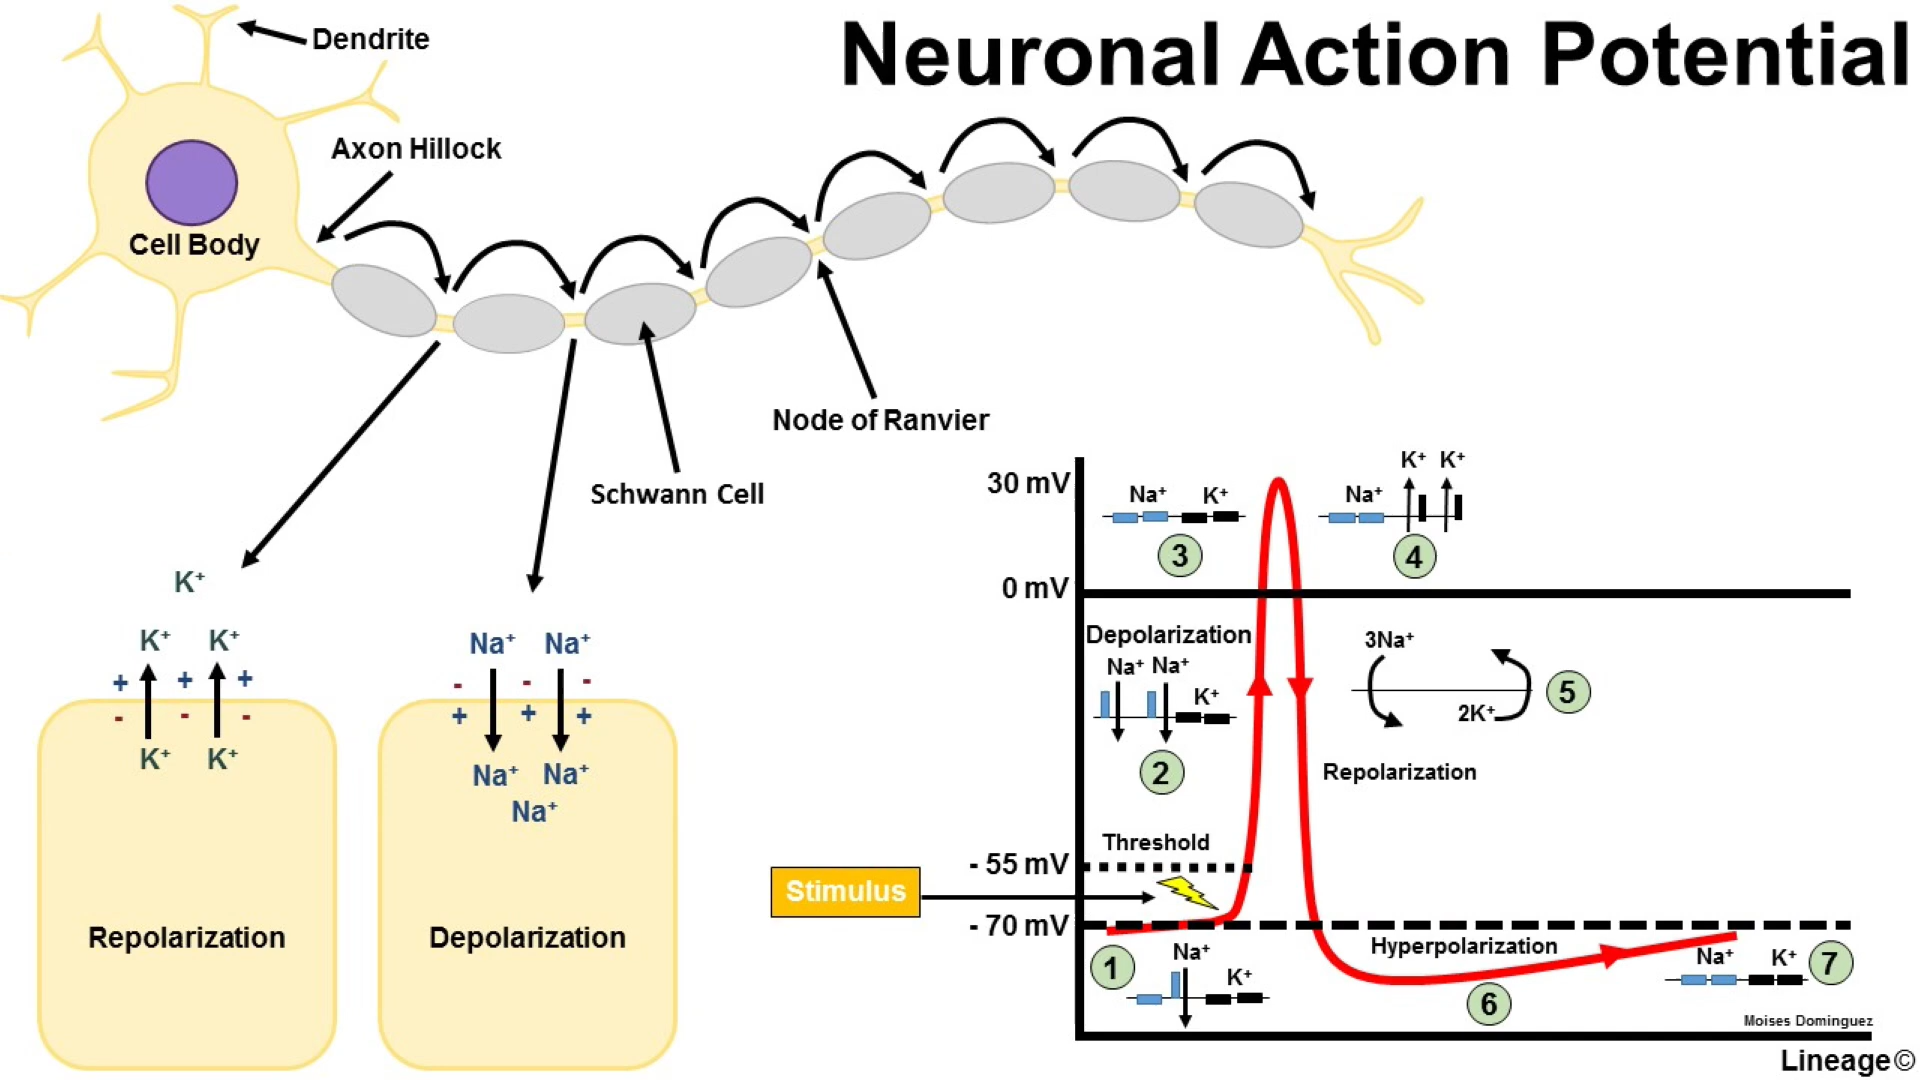 Neuronal Action Potential
Dendrite
Axon Hillock
Cell Body
Node of Ranvier
Schwann Cell
K⁺
K⁺ K⁺
+ + +
- - -
K⁺ K⁺
Repolarization
Na⁺ Na⁺
- - -
+ + +
Na⁺ Na⁺
Na⁺
Depolarization
Stimulus
30 mV
0 mV
- 55 mV
- 70 mV
Na⁺ K⁺
3
K⁺ K⁺
Na⁺
4
Depolarization
Na⁺ Na⁺
K⁺
2
3Na⁺
2K⁺
5
Repolarization
Threshold
1
Na⁺
K⁺
Hyperpolarization
6
Na⁺ K⁺
7
Moises Dominguez
Lineage©